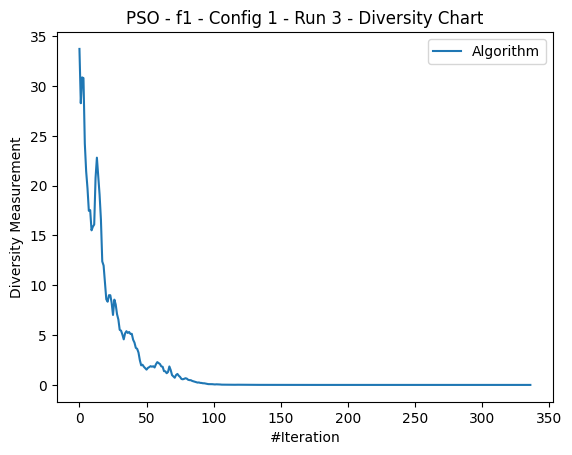 PSO - f1 - Config 1 - Run 3 - Diversity Chart
Algorithm
Diversity Measurement
35
30
25
20
15
10
5
0
0 50 100 150 200 250 300 350
#Iteration